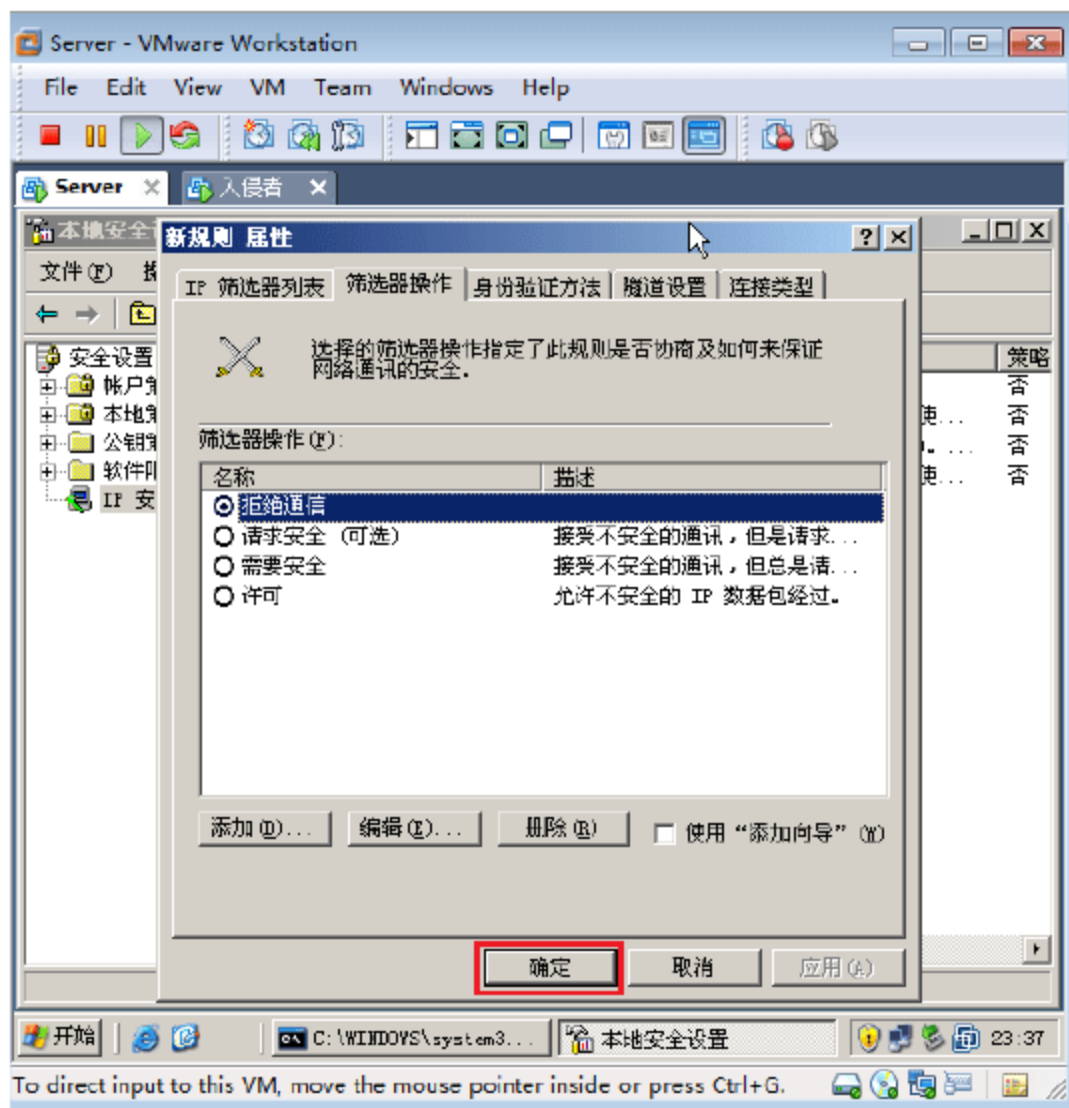 Server - VMware Workstation
File Edit View VM Team Windows Help
Server 入侵者
本地安全
新规则 属性
文件(F)
IP 筛选器列表 筛选器操作 身份验证方法 隧道设置 连接类型
选择的筛选器操作指定了此规则是否协商及如何来保证
网络通讯的安全。
安全设置
帐户
本地
公钥
软件
IP 安
策略
否
使... 否
否
使... 否
筛选器操作(F):
名称 描述
拒绝通信
请求安全 (可选) 接受不安全的通讯，但是请求...
需要安全 接受不安全的通讯，但总是请...
许可 允许不安全的 IP 数据包经过。
添加(D)... 编辑(E)... 删除(R) 使用“添加向导” (W)
确定 取消 应用(A)
开始 C:\WINDOWS\system3... 本地安全设置 23:37
To direct input to this VM, move the mouse pointer inside or press Ctrl+G.